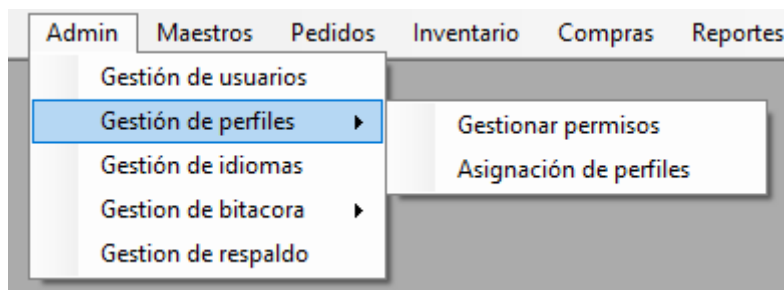 Admin Maestros Pedidos Inventario Compras Reportes
Gestión de usuarios
Gestión de perfiles
Gestionar permisos
Gestión de idiomas
Asignación de perfiles
Gestion de bitacora
Gestion de respaldo